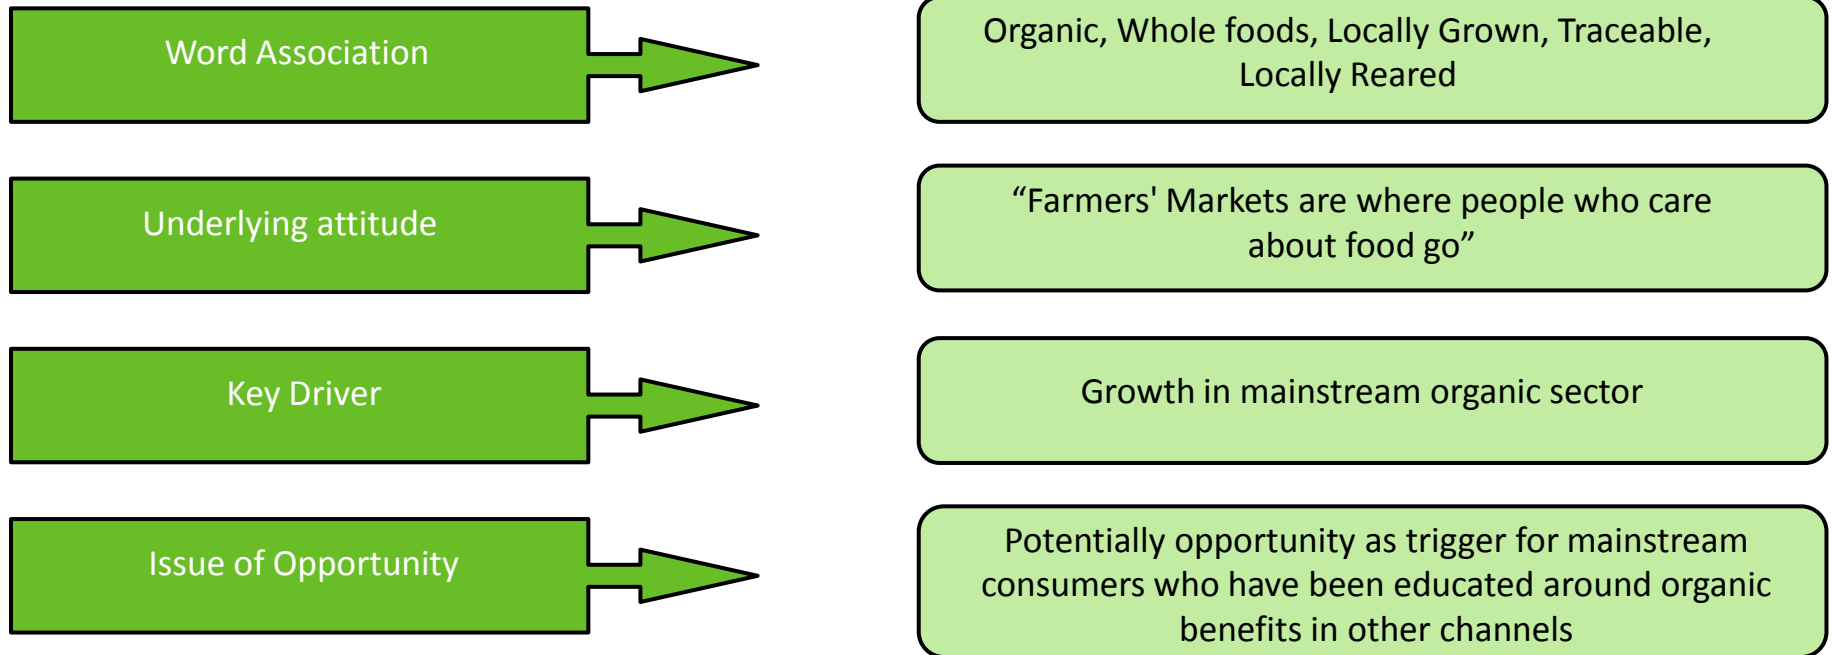 Word Association
Organic, Whole foods, Locally Grown, Traceable,
Locally Reared
Underlying attitude
“Farmers' Markets are where people who care
about food go”
Key Driver
Growth in mainstream organic sector
Issue of Opportunity
Potentially opportunity as trigger for mainstream
consumers who have been educated around organic
benefits in other channels